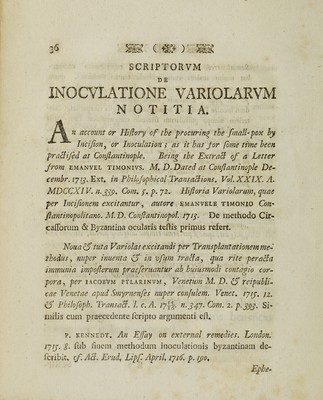 36
SCRIPTORVM
DE
INOCVLATIONE VARIOLARVM
NOTITIA.
An account or History of the procuring the small-pox by
Incision, or Inoculation; as it has for some time been
practised at Constantinople. Being the Extract of a Letter
from EMANUEL TIMONIUS. M, D. Dated at Constantinople De-
cembr. 1713. Ext. in Philosophical Transactions. Vol. XXIX. A.
MDCCXIV. n. 339. Com. 5. p. 72. Historia Variolarum, quae
per Incisionem excitantur, autore EMANUELE TIMONIO Con-
stantinopolitano. M. D. Constantinopol. 1715. De methodo Cir-
cassorum & Byzantina ocularis testis primus refert.
Noua & tuta Variolas excitandi per Transplantationem me-
thodus, nuper inuenta & in usum tracta, qua rite peracta
immunia imposterum praeseruantur ab huiusmodi contagio cor-
pora, per IACOBUM PYLARINUM, Venetum M. D. & reipubli-
cae Venetae apud Smyrnenses nuper consulem. Venet. 1715. 12.
& Philosoph. Transact. l. c. A. n. 347. Com. 2. p. 393. Si-
milis cum praecedente scripto argumenti est.
P. KENNEDY. An Essay on external remedies. London.
1715. 8. sub finem methodum inoculationis byzantinam de-
scribit. cf. Act. Erud, Lips. April. 1716. p. 190.
Ephe-